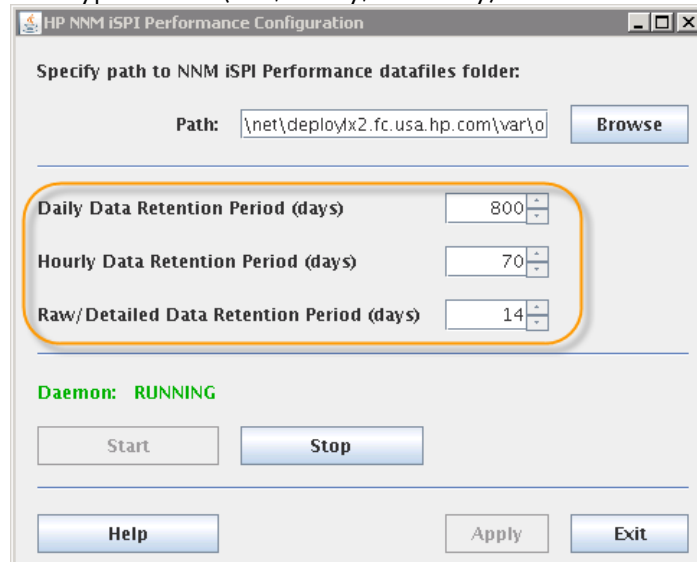 HP NNM iSPI Performance Configuration
Specify path to NNM iSPI Performance datafiles folder:
Path: \net\deploylx2.fc.usa.hp.com\var\o Browse
Daily Data Retention Period (days) 800
Hourly Data Retention Period (days) 70
Raw/Detailed Data Retention Period (days) 14
Daemon: RUNNING
Start Stop
Help Apply Exit